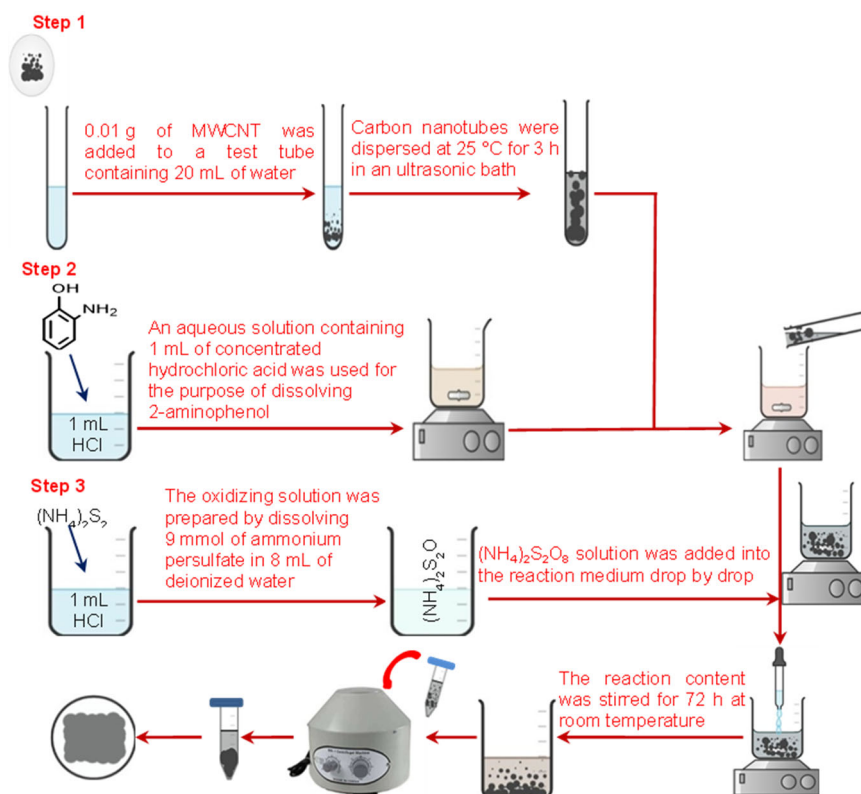 Step 1
0.01 g of MWCNT was
added to a test tube
containing 20 mL of water
Carbon nanotubes were
dispersed at 25 °C for 3 h
in an ultrasonic bath
Step 2
OH
NH₂
1 mL
HCl
An aqueous solution containing
1 mL of concentrated
hydrochloric acid was used for
the purpose of dissolving
2-aminophenol
Step 3
(NH₄)₂S₂
1 mL
HCl
The oxidizing solution was
prepared by dissolving
9 mmol of ammonium
persulfate in 8 mL of
deionized water
(NH₄)₂S₂O
(NH₄)₂S₂O₈ solution was added into
the reaction medium drop by drop
The reaction content
was stirred for 72 h at
room temperature